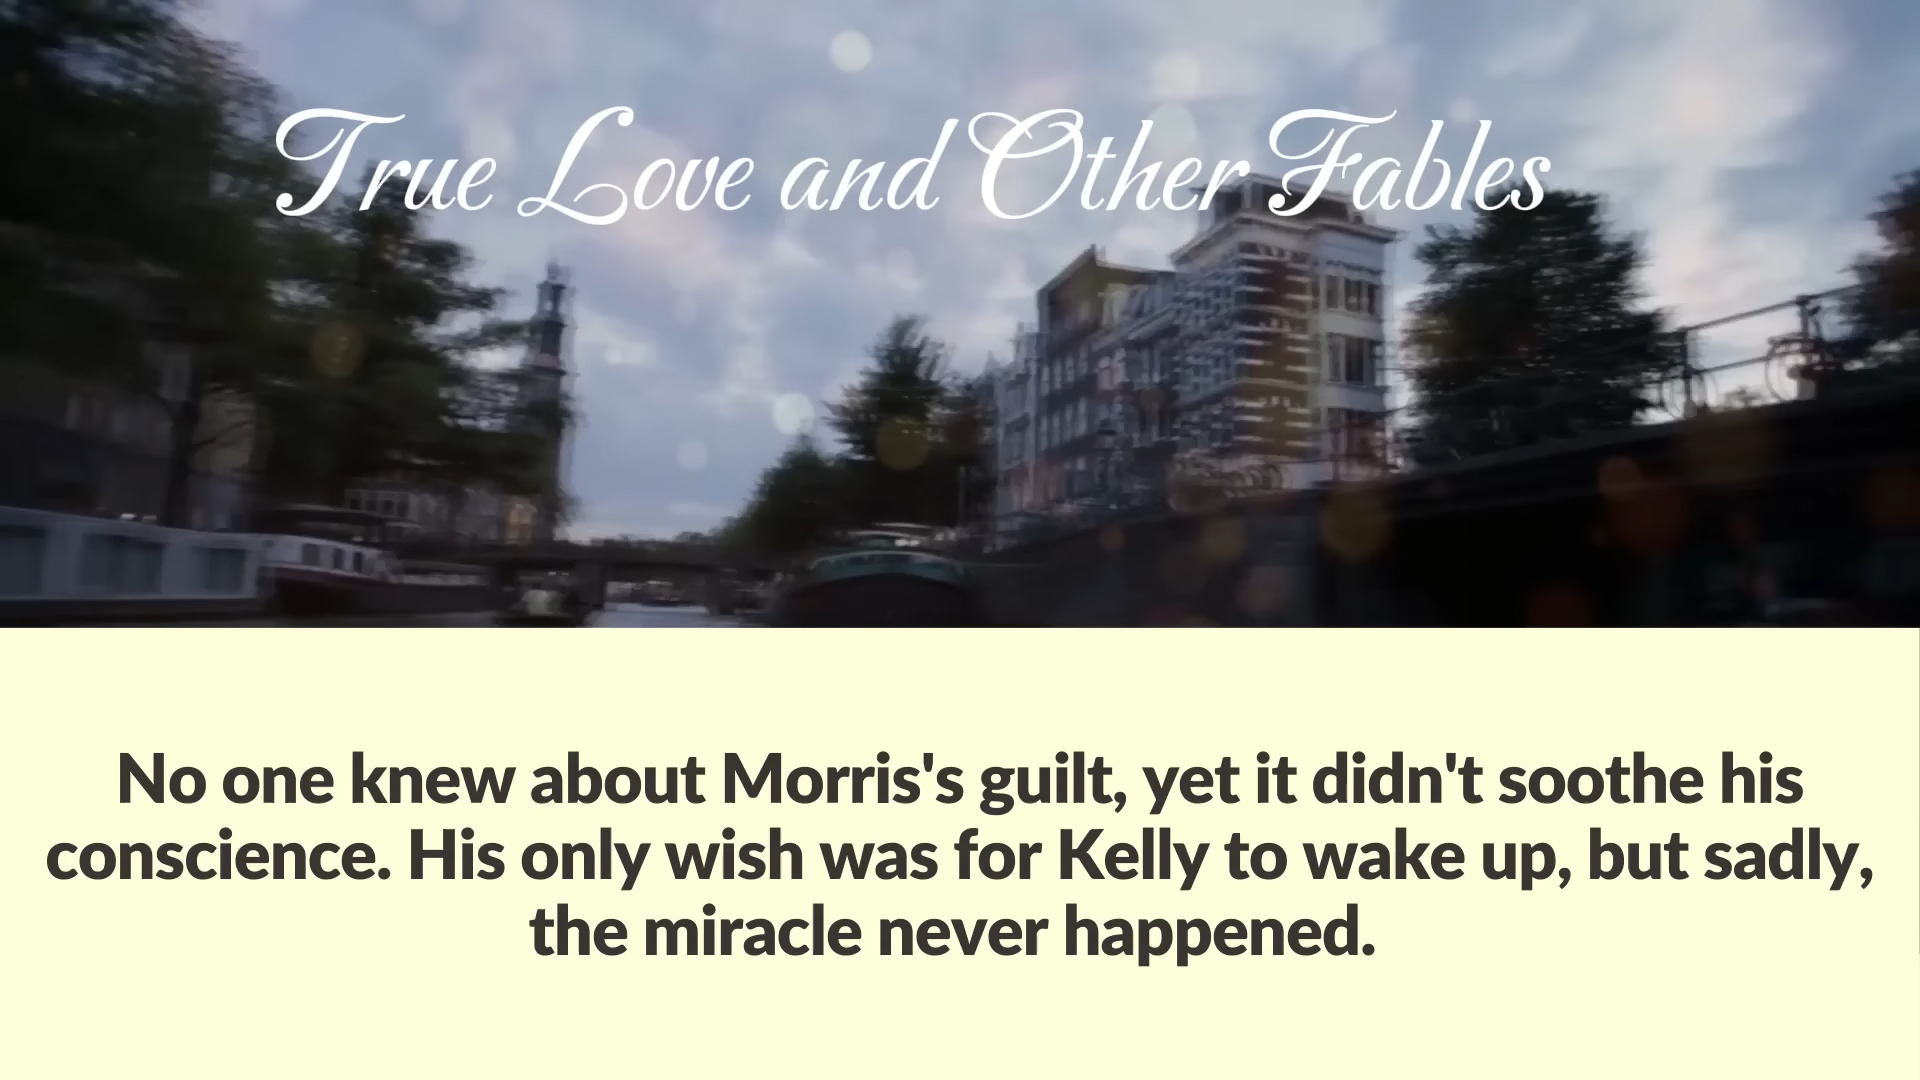 True Love and Other Fables
No one knew about Morris's guilt, yet it didn't soothe his
conscience. His only wish was for Kelly to wake up, but sadly,
the miracle never happened.